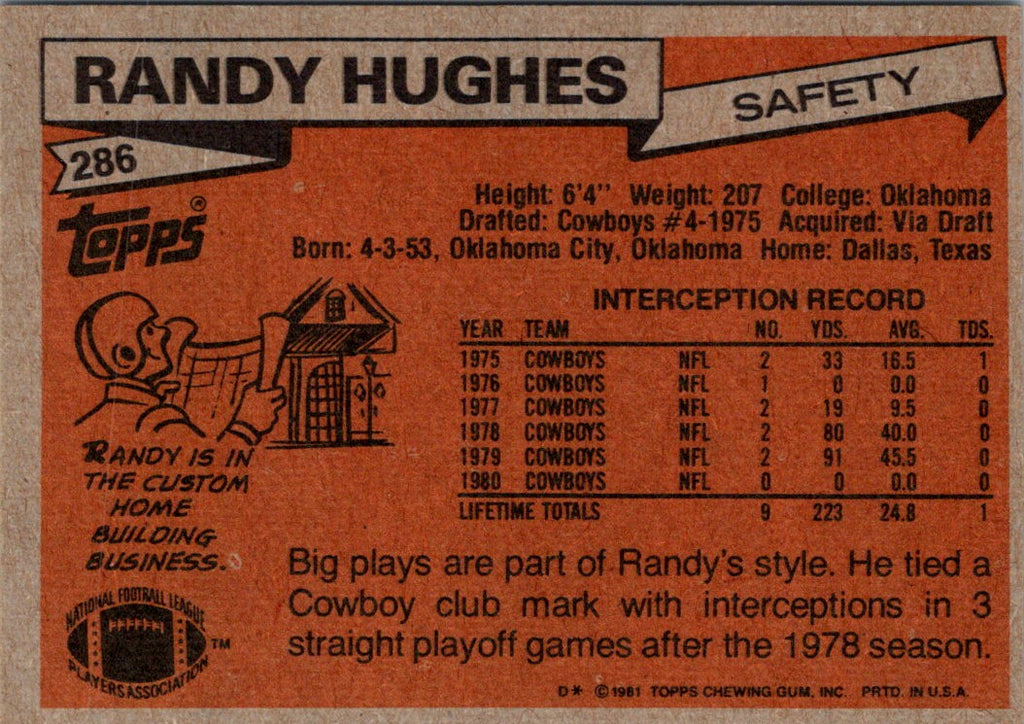 RANDY HUGHES
SAFETY
286
TOPPS®
Height: 6'4" Weight: 207 College: Oklahoma
Drafted: Cowboys #4-1975 Acquired: Via Draft
Born: 4-3-53, Oklahoma City, Oklahoma Home: Dallas, Texas
INTERCEPTION RECORD
YEAR TEAM NO. YDS. AVG. TDS.
1975 COWBOYS NFL 2 33 16.5 1
1976 COWBOYS NFL 1 0 0.0 0
1977 COWBOYS NFL 2 19 9.5 0
1978 COWBOYS NFL 2 80 40.0 0
1979 COWBOYS NFL 2 91 45.5 0
1980 COWBOYS NFL 0 0 0.0 0
LIFETIME TOTALS 9 223 24.8 1
RANDY IS IN
THE CUSTOM
HOME
BUILDING
BUSINESS.
Big plays are part of Randy's style. He tied a
Cowboy club mark with interceptions in 3
straight playoff games after the 1978 season.
NATIONAL FOOTBALL LEAGUE
PLAYERS ASSOCIATION
TM
D* ©1981 TOPPS CHEWING GUM, INC. PRTD. IN U.S.A.